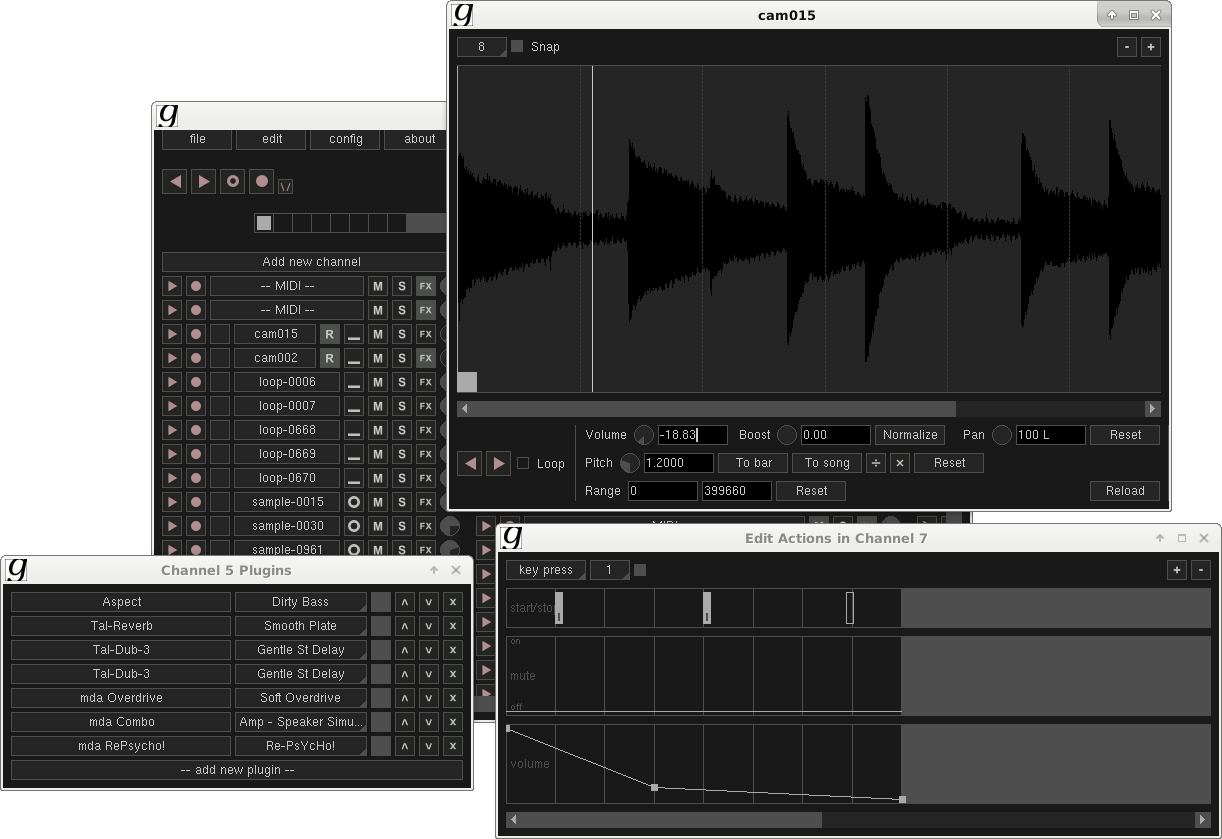 g
cam015
8 Snap - +
Volume -18.83 Boost 0.00 Normalize Pan 100 L Reset
Loop Pitch 1.2000 To bar To song ÷ × Reset
Range 0 399660 Reset Reload
g
file edit config about
Add new channel
-- MIDI -- M S FX
-- MIDI -- M S FX
cam015 R M S FX
cam002 R M S FX
loop-0006 M S FX
loop-0007 M S FX
loop-0668 M S FX
loop-0669 M S FX
loop-0670 M S FX
sample-0015 M S FX
sample-0030 M S FX
sample-0961 M S FX
g
Channel 5 Plugins
Aspect Dirty Bass ʌ v x
Tal-Reverb Smooth Plate ʌ v x
Tal-Dub-3 Gentle St Delay ʌ v x
Tal-Dub-3 Gentle St Delay ʌ v x
mda Overdrive Soft Overdrive ʌ v x
mda Combo Amp - Speaker Simu... ʌ v x
mda RePsycho! Re-PsYcHo! ʌ v x
-- add new plugin --
g
Edit Actions in Channel 7
key press 1 + -
start/sto
on
mute
off
volume